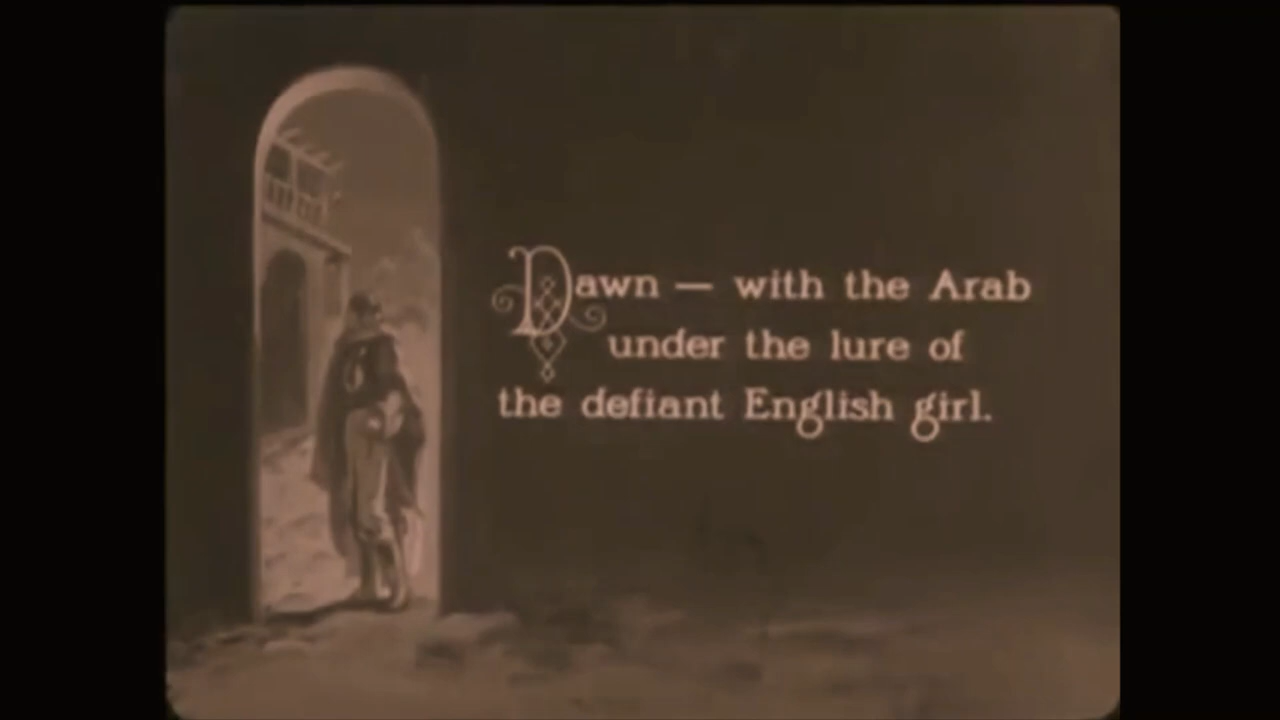 Dawn — with the Arab
under the lure of
the defiant English girl.